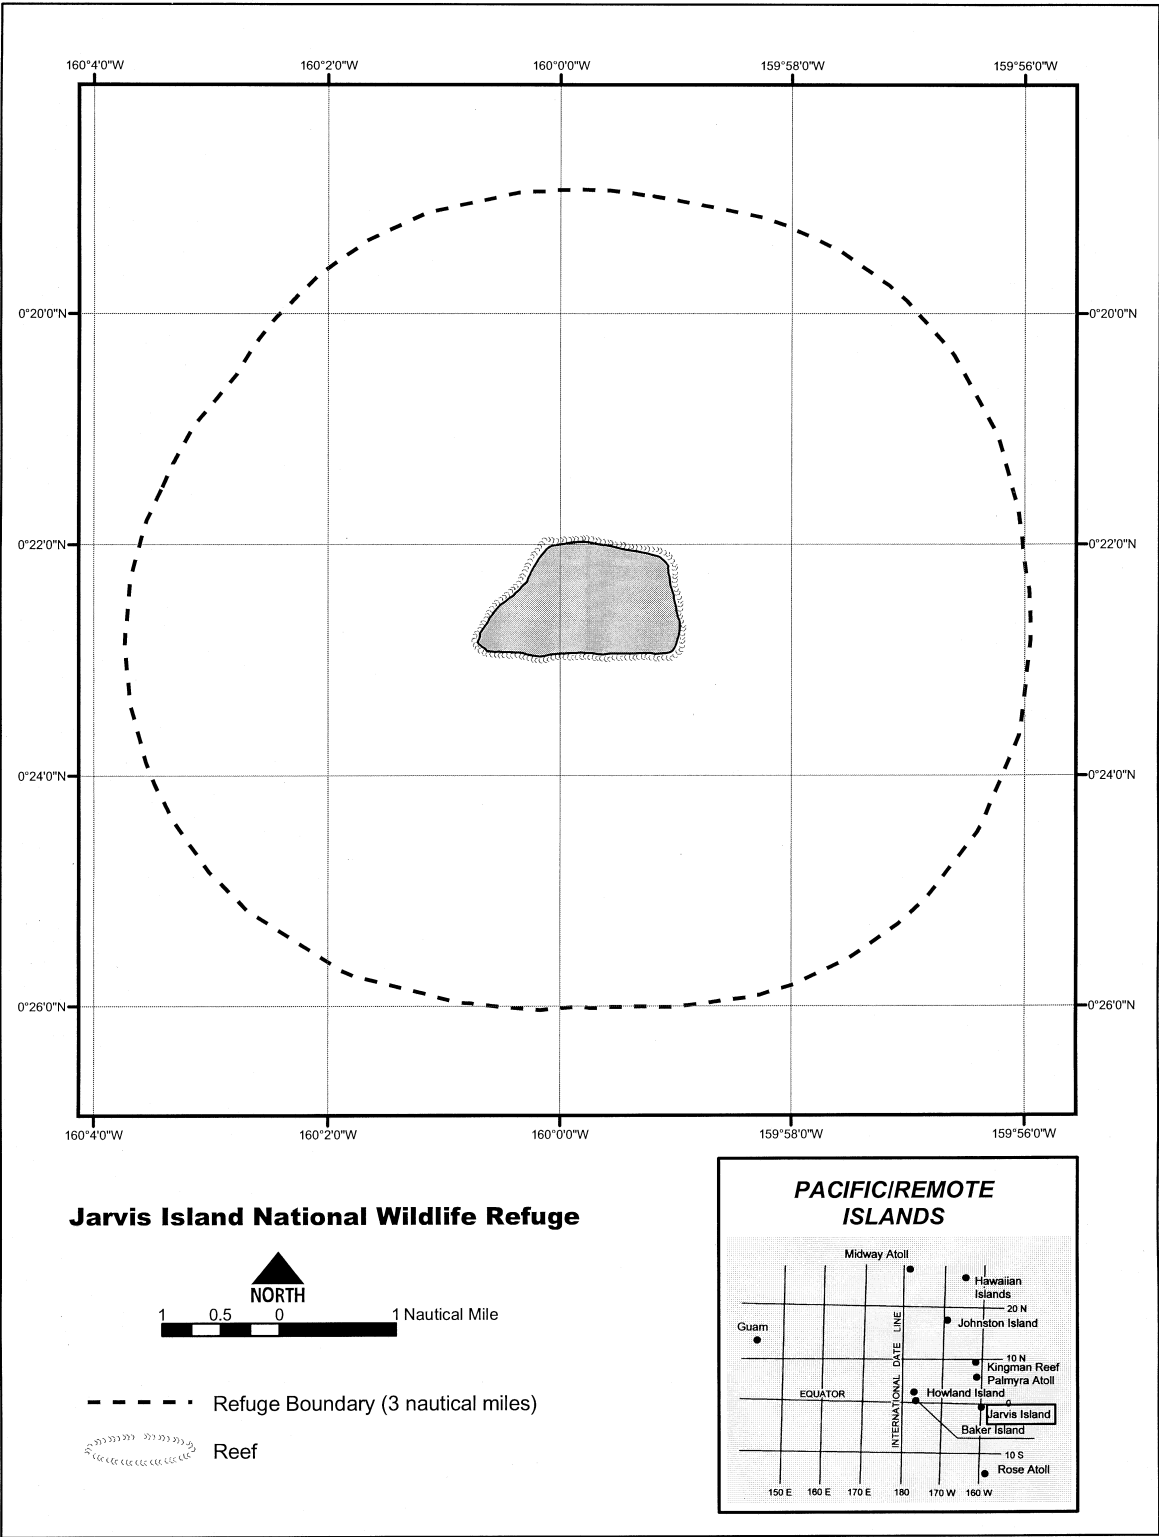 160°4'0"W 160°2'0"W 160°0'0"W 159°58'0"W 159°56'0"W
0°20'0"N 0°20'0"N
0°22'0"N 0°22'0"N
0°24'0"N 0°24'0"N
0°26'0"N 0°26'0"N
160°4'0"W 160°2'0"W 160°0'0"W 159°58'0"W 159°56'0"W
Jarvis Island National Wildlife Refuge
NORTH
1 0.5 0 1 Nautical Mile
Refuge Boundary (3 nautical miles)
Reef
PACIFIC/REMOTE
ISLANDS
Midway Atoll
Hawaiian
Islands
20 N
Johnston Island
Guam
INTERNATIONAL DATE LINE
10 N
Kingman Reef
Palmyra Atoll
EQUATOR
Howland Island
0
Jarvis Island
Baker Island
10 S
Rose Atoll
150 E 160 E 170 E 180 170 W 160 W